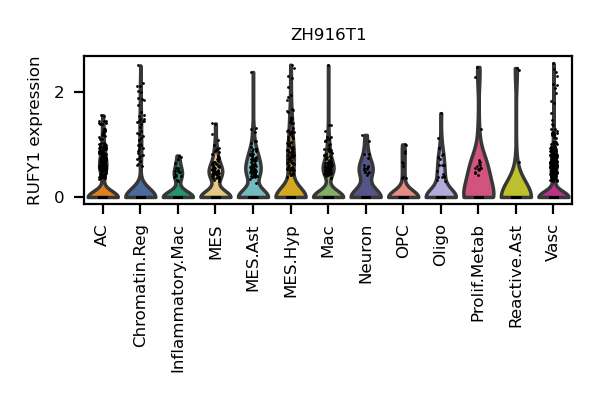 ZH916T1
RUFY1 expression
2
0
AC
Chromatin.Reg
Inflammatory.Mac
MES
MES.Ast
MES.Hyp
Mac
Neuron
OPC
Oligo
Prolif.Metab
Reactive.Ast
Vasc